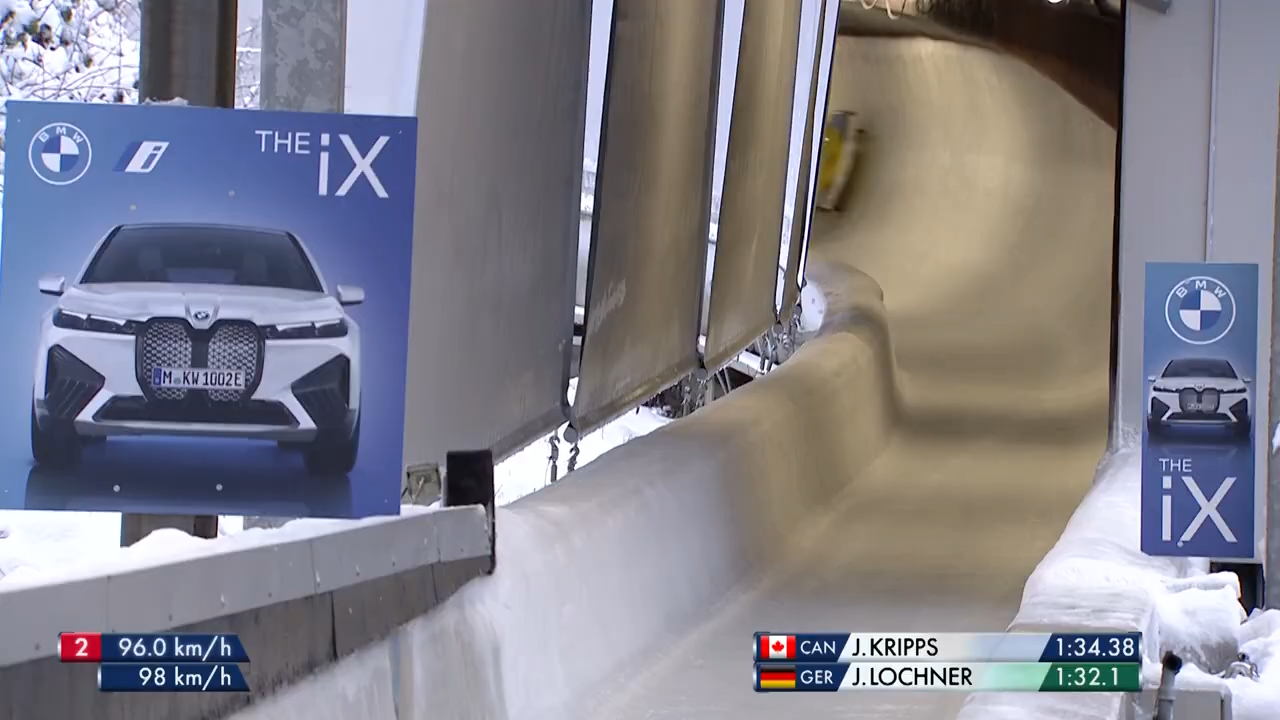 BMW
i
THE iX
M KW 1002E
BMW
THE
iX
2 96.0 km/h
98 km/h
CAN J. KRIPPS 1:34.38
GER J. LOCHNER 1:32.1